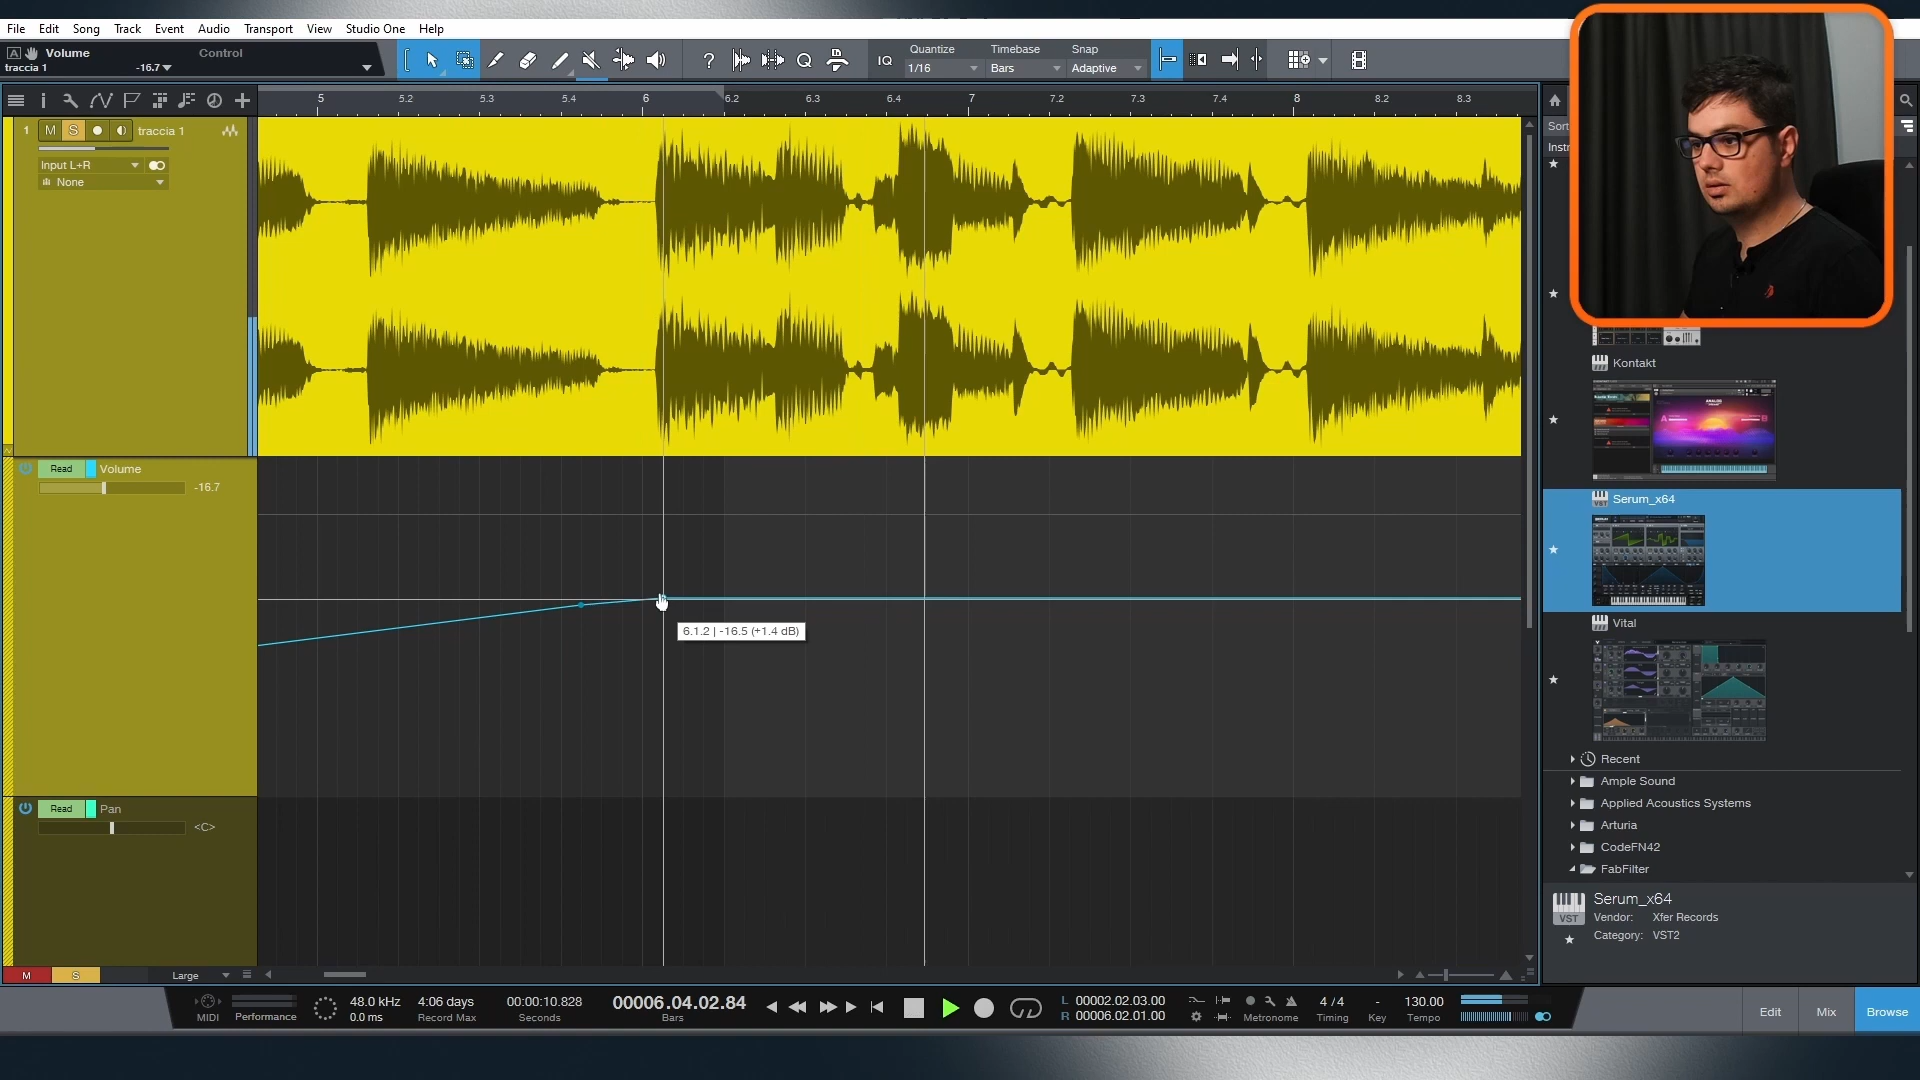 File Edit Song Track Event Audio Transport View Studio One Help
A Volume Control
traccia 1 -16.7
Quantize Timebase Snap
? Q IQ 1/16 Bars Adaptive
5 5.2 5.3 5.4 6 6.2 6.3 6.4 7 7.2 7.3 7.4 8 8.2 8.3
1 M S traccia 1
Input L+R
None
Read Volume
-16.7
6.1.2 | -16.5 (+1.4 dB)
Read Pan
<C>
M S Large
Sort
Instr
Kontakt
Serum_x64
Vital
Recent
Ample Sound
Applied Acoustics Systems
Arturia
CodeFN42
FabFilter
Serum_x64
VST
Vendor: Xfer Records
Category: VST2
MIDI
Performance
48.0 kHz
0.0 ms
4:06 days
Record Max
00:00:10.828
Seconds
00006.04.02.84
Bars
L 00002.02.03.00
R 00006.02.01.00
Metronome
4 / 4
Timing
-
Key
130.00
Tempo
Edit Mix Browse